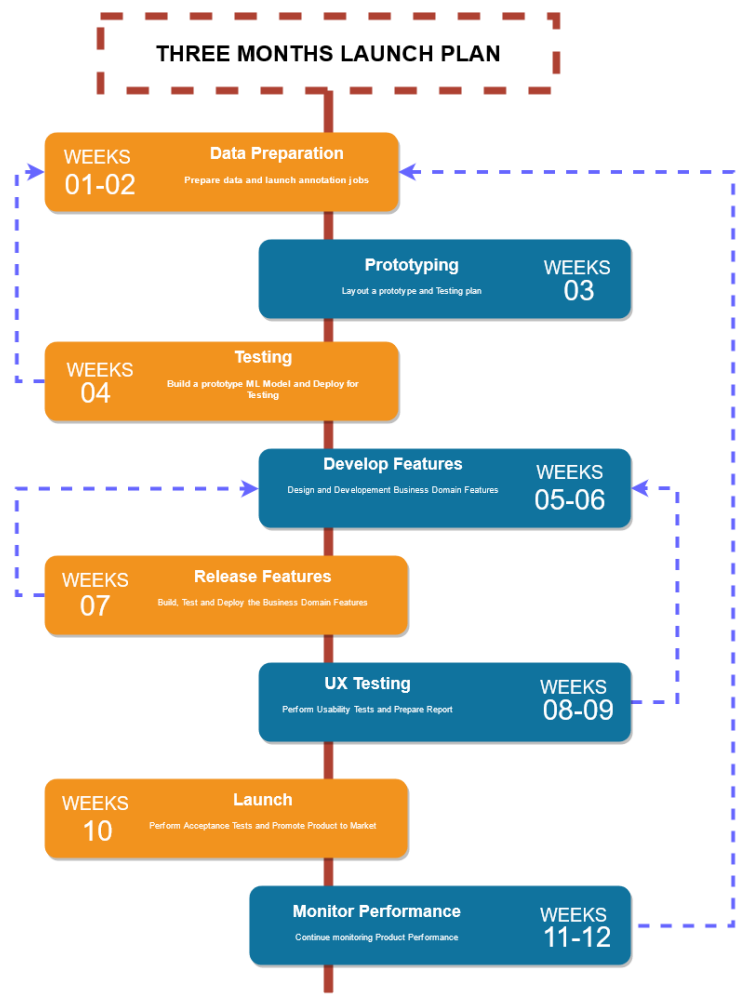 THREE MONTHS LAUNCH PLAN
WEEKS
01-02
Data Preparation
Prepare data and launch annotation jobs
Prototyping
Layout a prototype and Testing plan
WEEKS
03
WEEKS
04
Testing
Build a prototype ML Model and Deploy for
Testing
Develop Features
Design and Developement Business Domain Features
WEEKS
05-06
WEEKS
07
Release Features
Build, Test and Deploy the Business Domain Features
UX Testing
Perform Usability Tests and Prepare Report
WEEKS
08-09
WEEKS
10
Launch
Perform Acceptance Tests and Promote Product to Market
Monitor Performance
Continue monitoring Product Performance
WEEKS
11-12